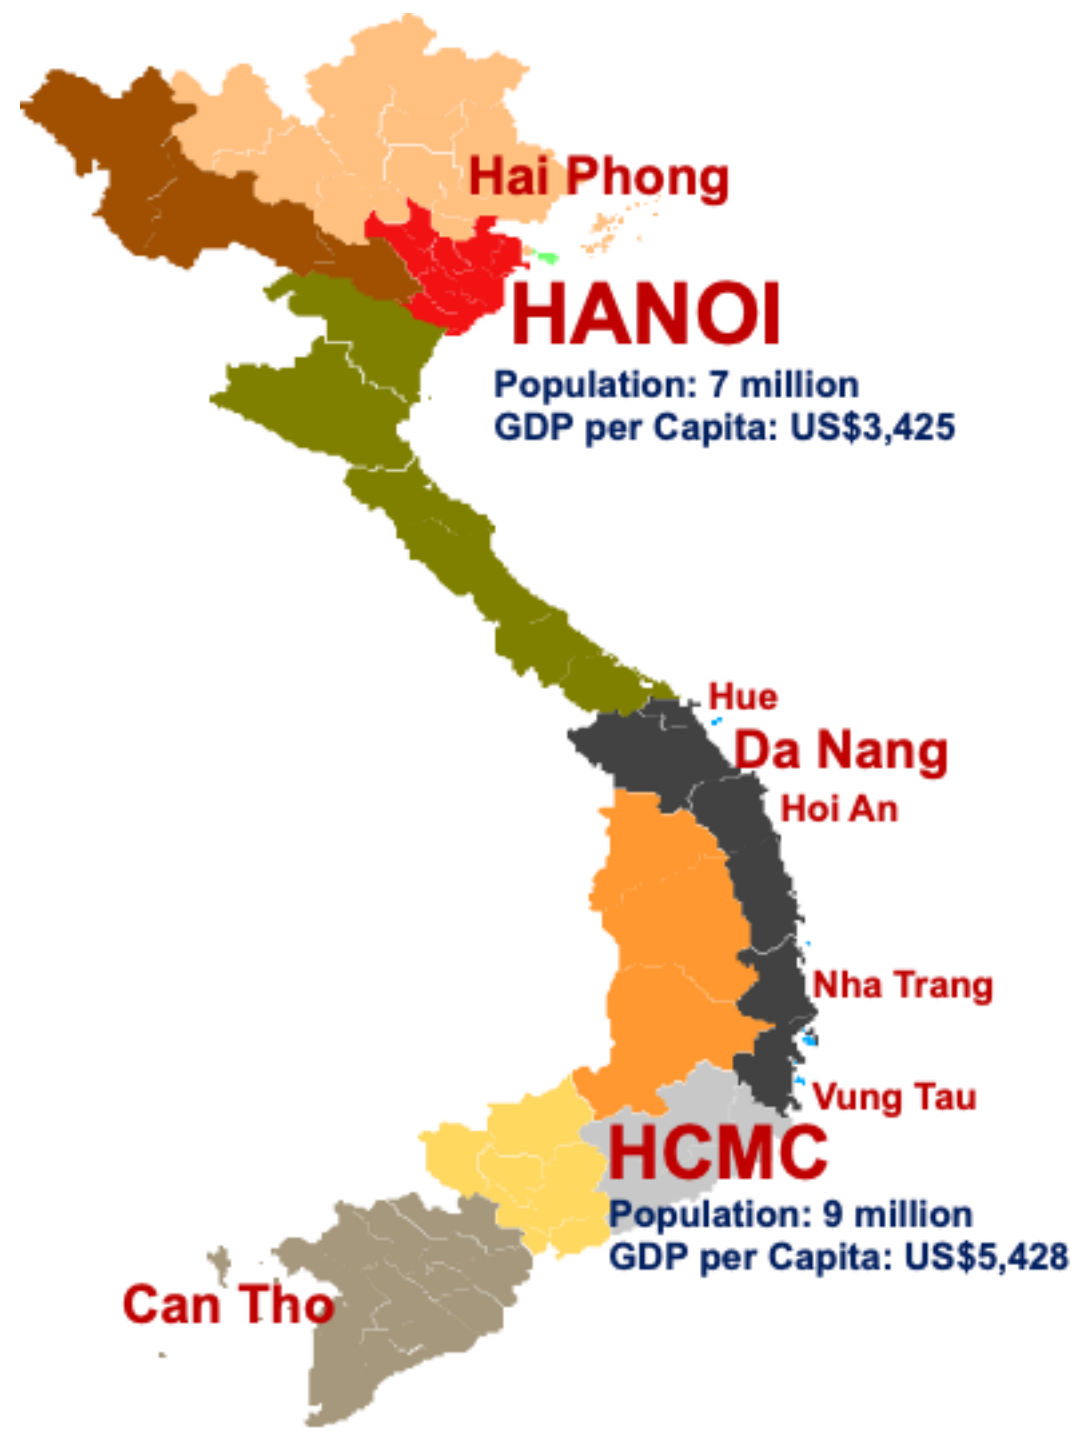 Hai Phong
HANOI
Population: 7 million
GDP per Capita: US$3,425
Hue
Da Nang
Hoi An
Nha Trang
Vung Tau
HCMC
Population: 9 million
GDP per Capita: US$5,428
Can Tho